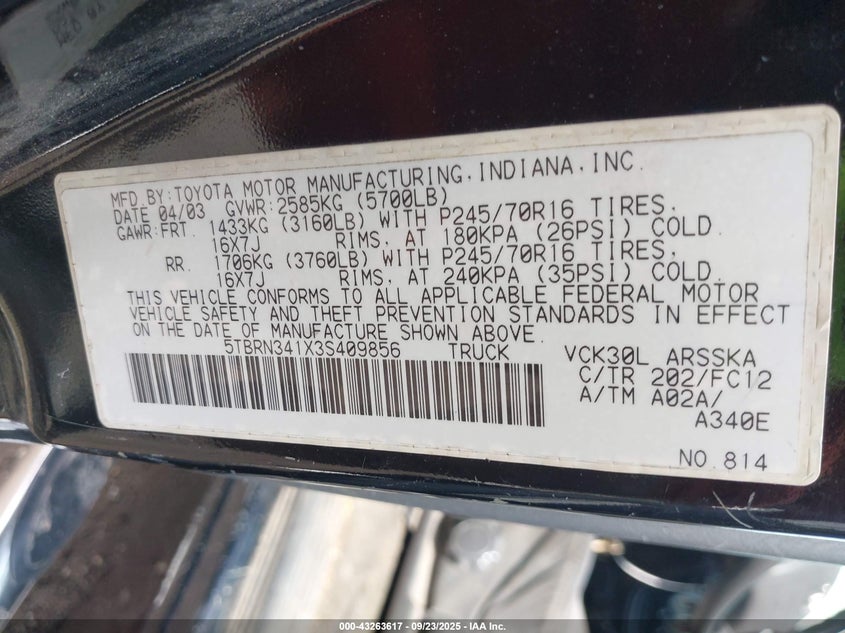 MFD.BY:TOYOTA MOTOR MANUFACTURING,INDIANA,INC.
DATE 04/03 GVWR:2585KG (5700LB)
GAWR:FRT. 1433KG (3160LB) WITH P245/70R16 TIRES.
16X7J RIMS. AT 180KPA (26PSI) COLD.
RR. 1706KG (3760LB) WITH P245/70R16 TIRES.
16X7J RIMS. AT 240KPA (35PSI) COLD.
THIS VEHICLE CONFORMS TO ALL APPLICABLE FEDERAL MOTOR
VEHICLE SAFETY AND THEFT PREVENTION STANDARDS IN EFFECT
ON THE DATE OF MANUFACTURE SHOWN ABOVE.
5TBRN341X3S409856 TRUCK VCK30L ARSSKA
C/TR 202/FC12
A/TM A02A/
A340E
NO.814
000-43263617 - 09/23/2025 - IAA Inc.